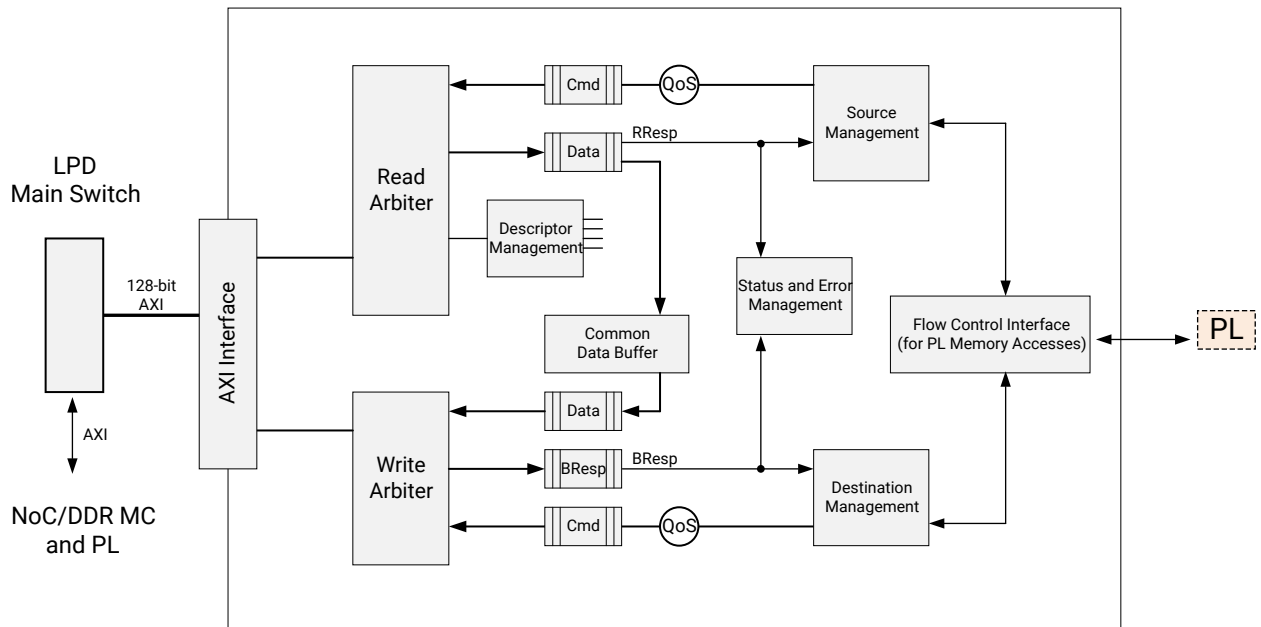 LPD
Main Switch
128-bit
AXI
AXI
NoC/DDR MC
and PL
AXI Interface
Read
Arbiter
Write
Arbiter
Cmd
QoS
Data
RResp
Source
Management
Descriptor
Management
Status and Error
Management
Common
Data Buffer
Flow Control Interface
(for PL Memory Accesses)
PL
Data
BResp
BResp
Destination
Management
Cmd
QoS